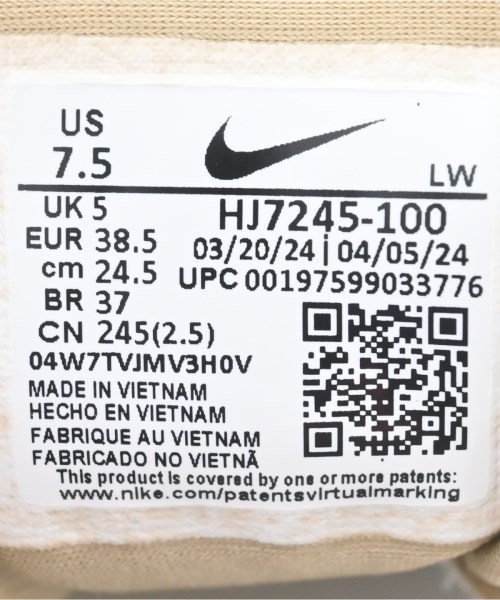 US
7.5
LW
UK 5
EUR 38.5
cm 24.5
BR 37
CN 245(2.5)
HJ7245-100
03/20/24 | 04/05/24
UPC 00197599033776
04W7TVJMV3H0V
MADE IN VIETNAM
HECHO EN VIETNAM
FABRIQUE AU VIETNAM
FABRICADO NO VIETNÃ
This product is covered by one or more patents:
www.nike.com/patentsvirtualmarking